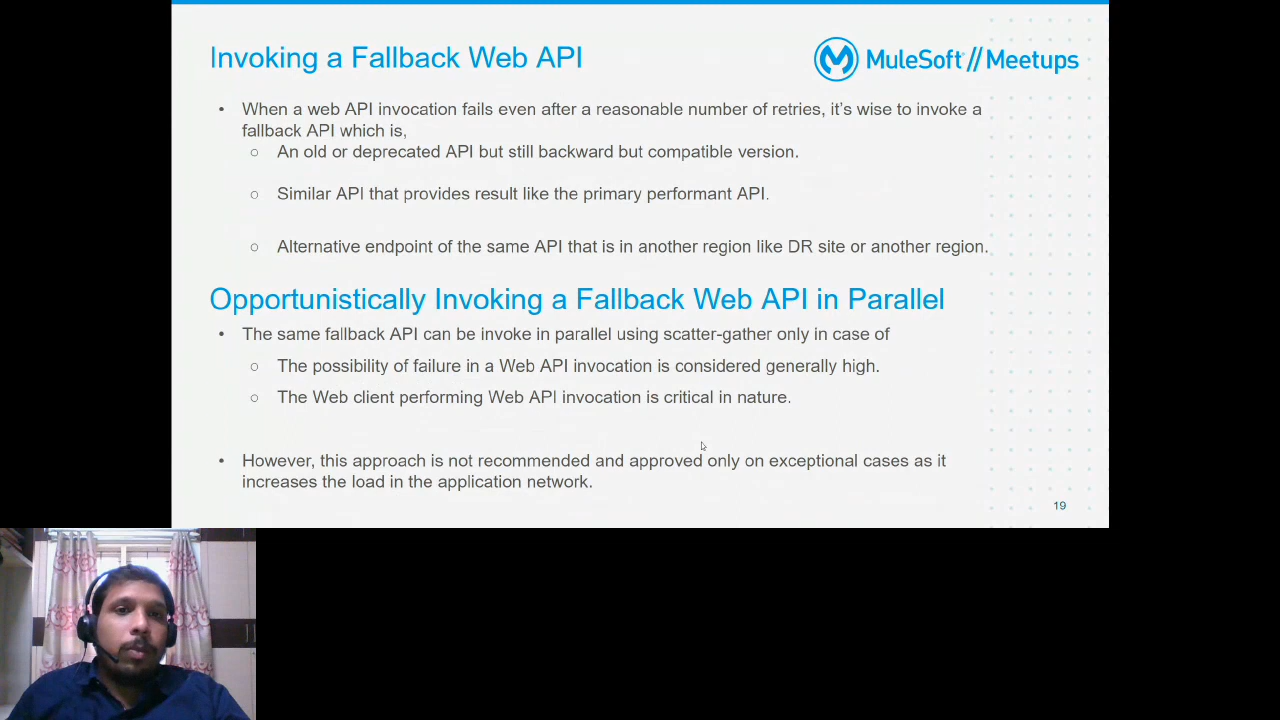 Invoking a Fallback Web API
MuleSoft // Meetups
• When a web API invocation fails even after a reasonable number of retries, it's wise to invoke a
fallback API which is,
○ An old or deprecated API but still backward but compatible version.
○ Similar API that provides result like the primary performant API.
○ Alternative endpoint of the same API that is in another region like DR site or another region.
Opportunistically Invoking a Fallback Web API in Parallel
• The same fallback API can be invoke in parallel using scatter-gather only in case of
○ The possibility of failure in a Web API invocation is considered generally high.
○ The Web client performing Web API invocation is critical in nature.
• However, this approach is not recommended and approved only on exceptional cases as it
increases the load in the application network.
19